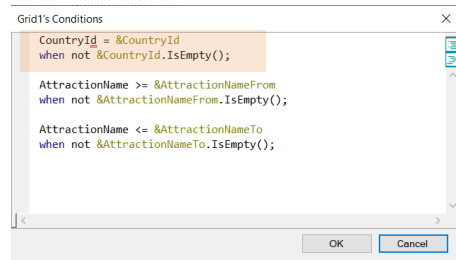 Grid1's Conditions
CountryId = &CountryId
when not &CountryId.IsEmpty();
AttractionName >= &AttractionNameFrom
when not &AttractionNameFrom.IsEmpty();
AttractionName <= &AttractionNameTo
when not &AttractionNameTo.IsEmpty();
OK
Cancel